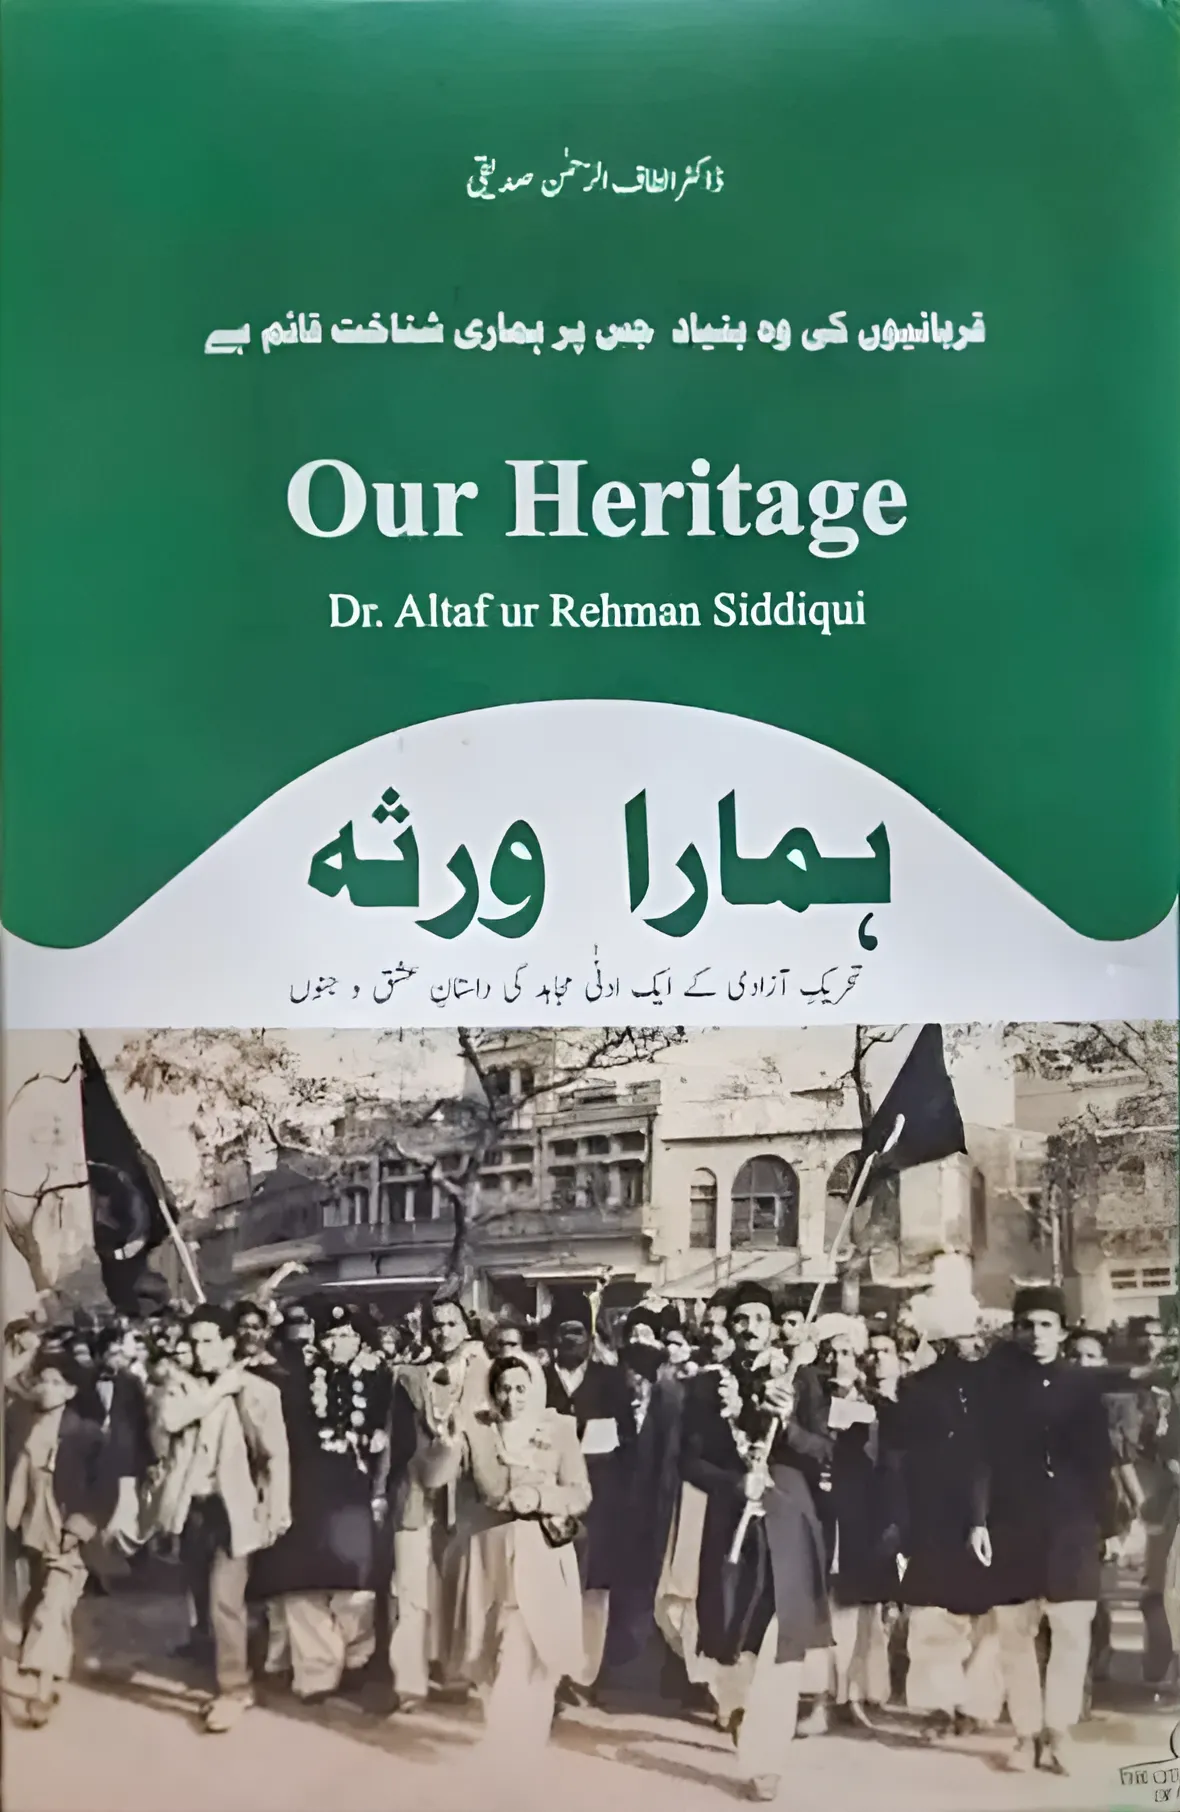 ڈاکٹر الطاف الرحمٰن صدیقی
قربانیوں کی وہ بنیاد جس پر ہماری شناخت قائم ہے
Our Heritage
Dr. Altaf ur Rehman Siddiqui
ہمارا ورثہ
تحریکِ آزادی کے ایک ادنیٰ مجاہد کی داستانِ عشق و جنوں
THE